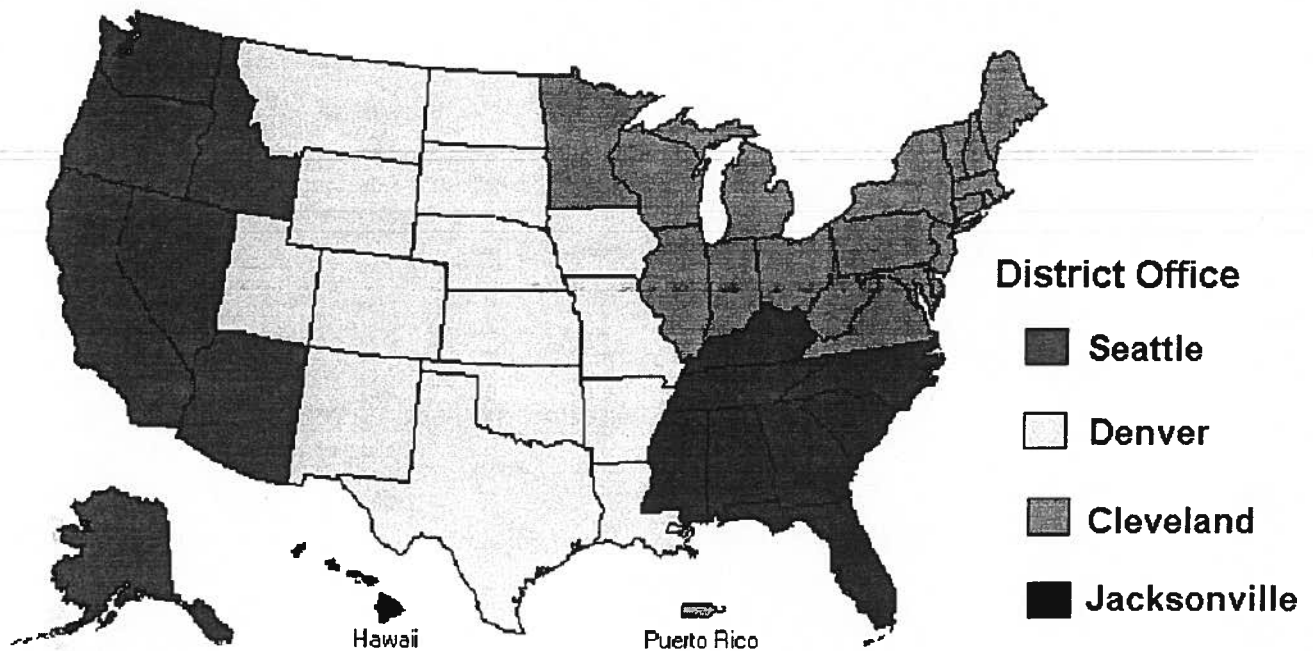 District Office
Seattle
Denver
Cleveland
Jacksonville
Hawaii
Puerto Rico